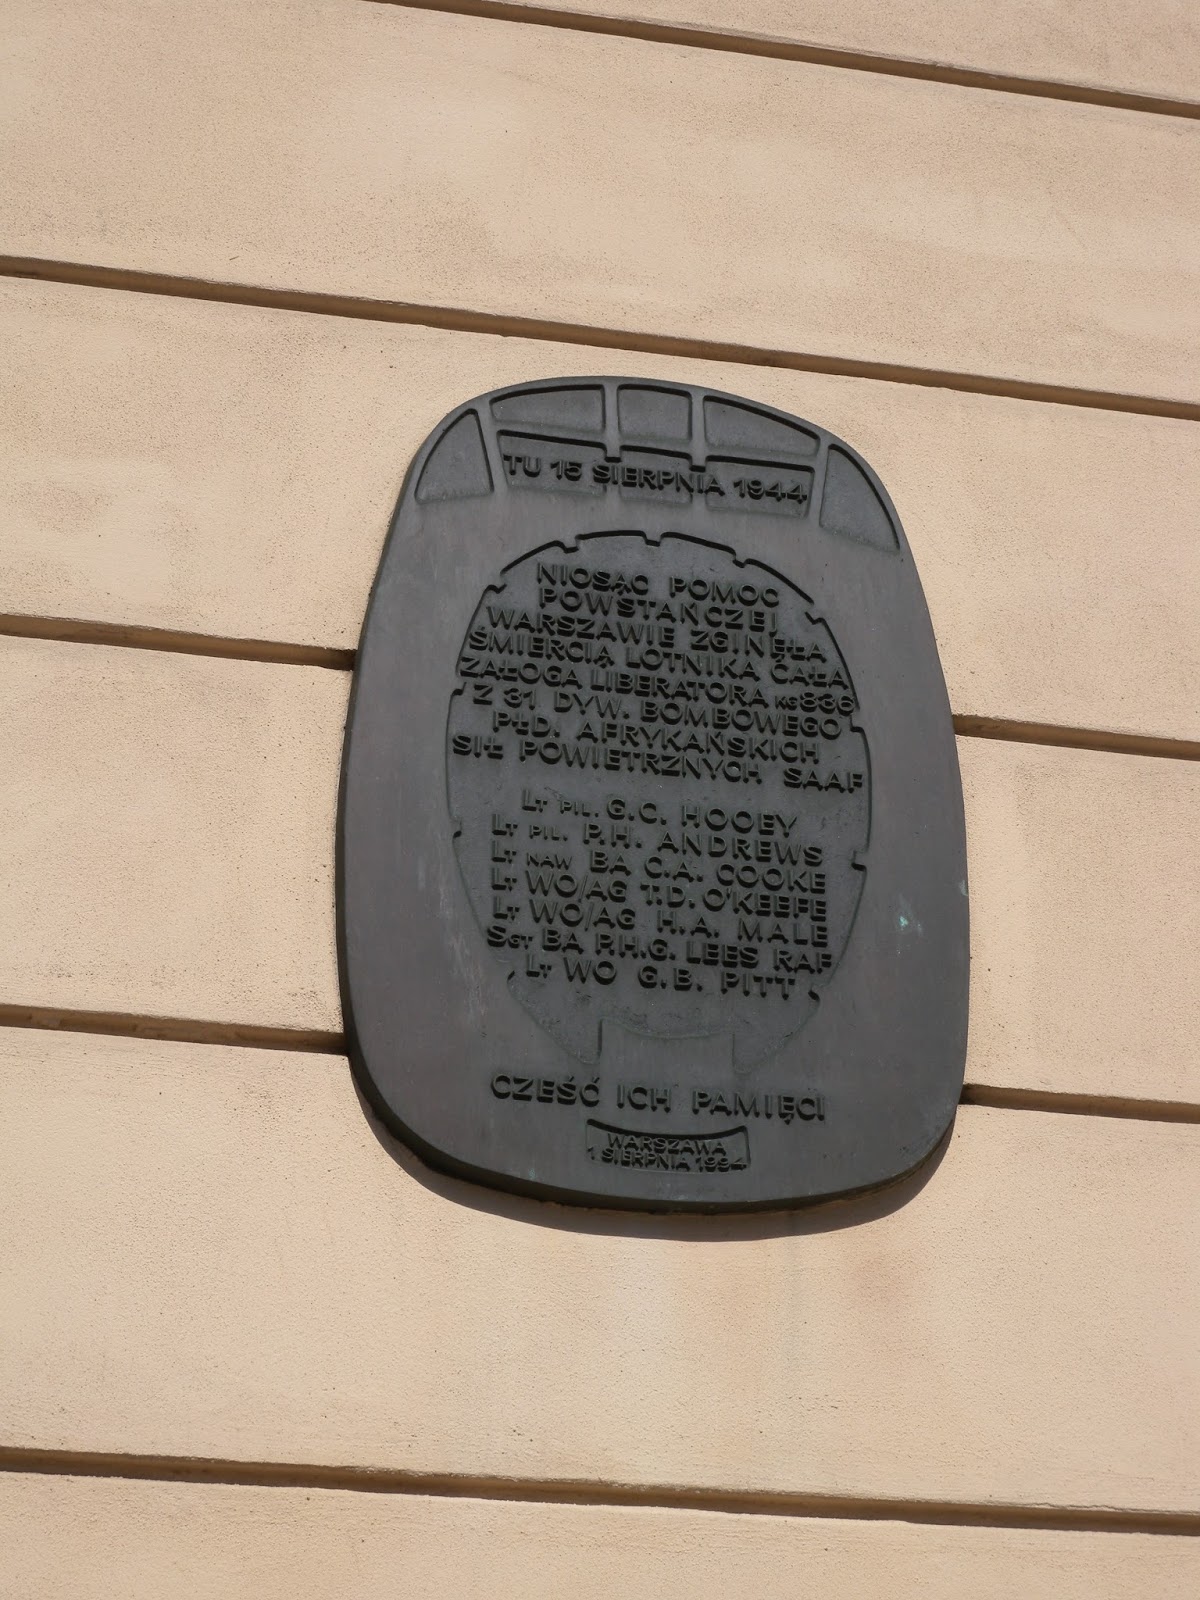 TU 15 SIERPNIA 1944
NIOSĄC POMOC
POWSTAŃCZEJ
WARSZAWIE ZGINĘŁA
ŚMIERCIĄ LOTNIKA CAŁA
ZAŁOGA LIBERATORA KG836
Z 31 DYW. BOMBOWEGO
PŁD. AFRYKAŃSKICH
SIŁ POWIETRZNYCH SAAF
LT PIL. G.C. HOOEY
LT PIL. P.H. ANDREWS
LT NAW BA C.A. COOKE
LT WO/AG T.D. O'KEEFE
LT WO/AG H.A. MALE
SGT BA P.H.G. LEES RAF
LT WO G.B. PITT
CZEŚĆ ICH PAMIĘCI
WARSZAWA
1 SIERPNIA 1994